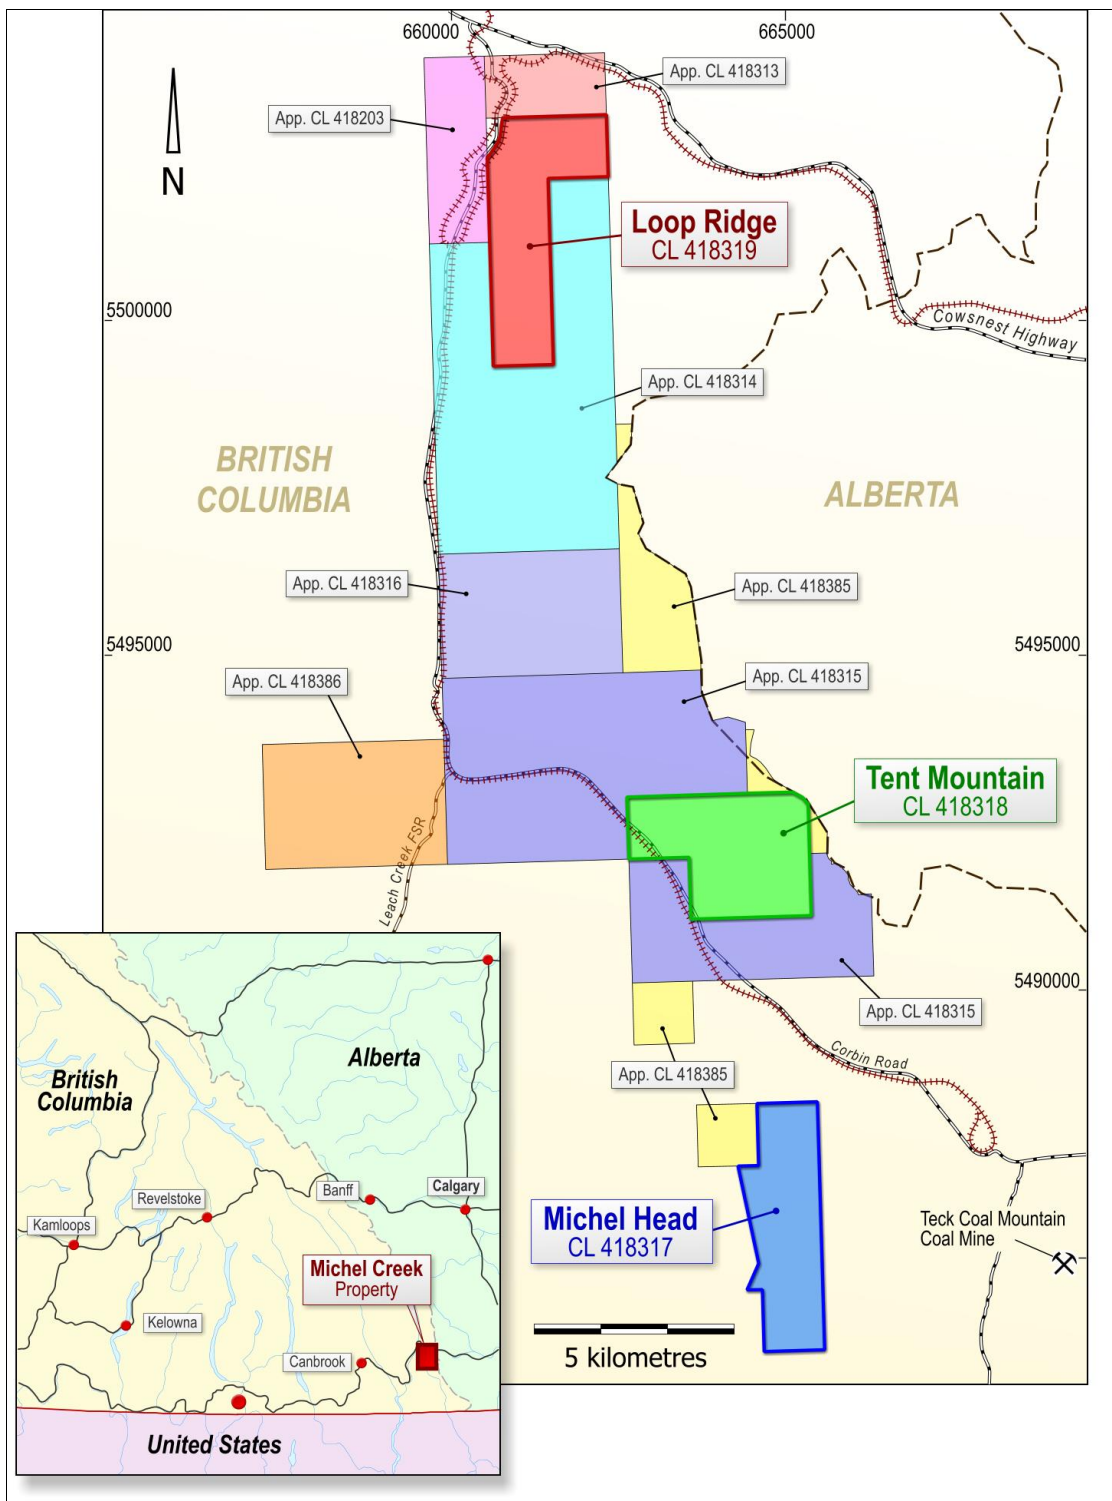 660000
665000
App. CL 418313
App. CL 418203
N
Loop Ridge
CL 418319
5500000
Cowsnest Highway
App. CL 418314
BRITISH
COLUMBIA
ALBERTA
App. CL 418316
App. CL 418385
5495000
5495000
App. CL 418386
App. CL 418315
Tent Mountain
CL 418318
Leach Creek FSR
5490000
App. CL 418315
Corbin Road
App. CL 418385
Michel Head
CL 418317
Teck Coal Mountain
Coal Mine
5 kilometres
Alberta
British
Columbia
Banff
Calgary
Revelstoke
Kamloops
Michel Creek
Property
Kelowna
Canbrook
United States